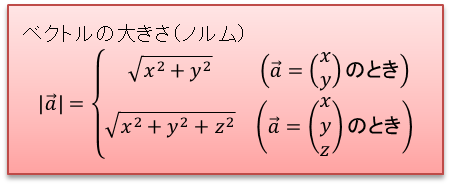 ベクトルの大きさ(ノルム)
|a⃗| = { √(x² + y²) (a⃗ = (x y) のとき)
√(x² + y² + z²) (a⃗ = (x y z) のとき)